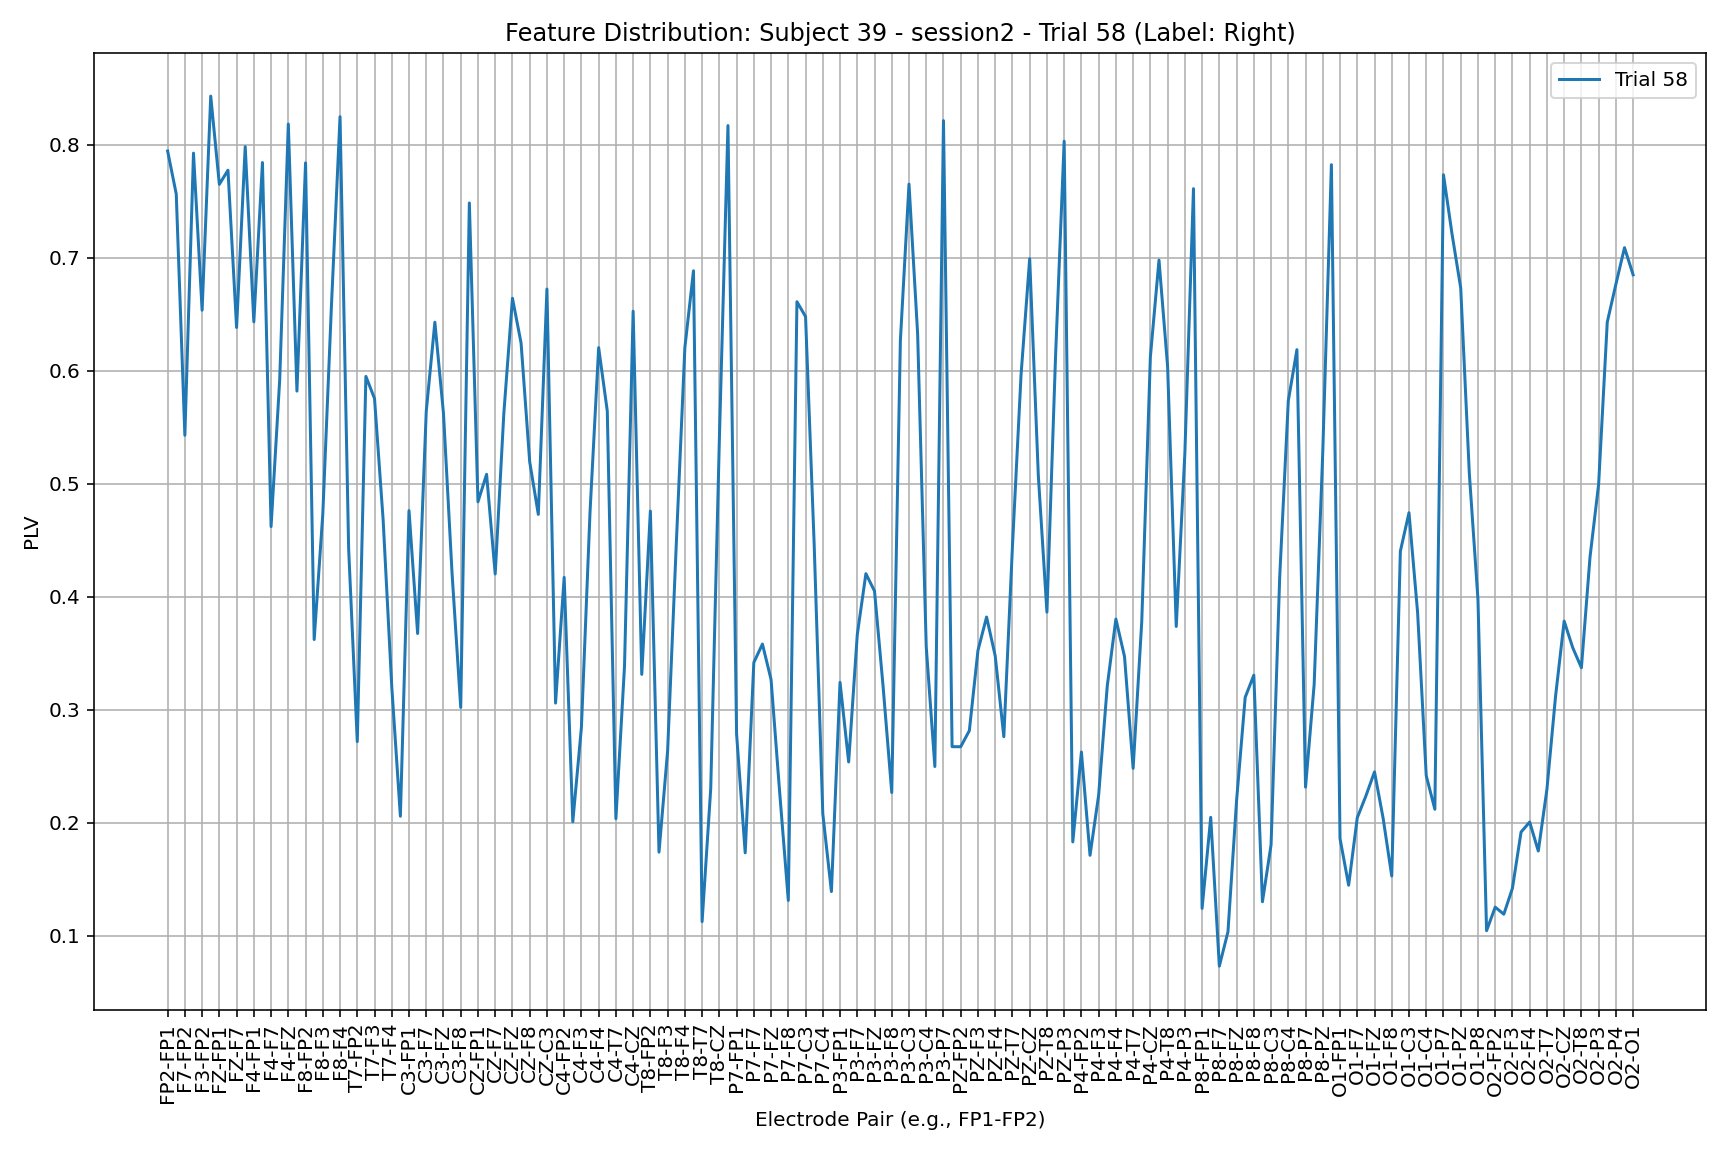 Feature Distribution: Subject 39 - session2 - Trial 58 (Label: Right)
Trial 58
0.8
0.7
0.6
0.5
0.4
0.3
0.2
0.1
PLV
FP2-FP1
F7-FP2
F3-FP2
FZ-FP1
FZ-F7
F4-FP1
F4-F7
F4-FZ
F8-FP2
F8-F3
F8-F4
T7-FP2
T7-F3
T7-F4
C3-FP1
C3-F7
C3-FZ
C3-F8
CZ-FP1
CZ-F7
CZ-FZ
CZ-F8
CZ-C3
C4-FP2
C4-F3
C4-F4
C4-T7
C4-CZ
T8-FP2
T8-F3
T8-F4
T8-T7
T8-CZ
P7-FP1
P7-F7
P7-FZ
P7-F8
P7-C3
P7-C4
P3-FP1
P3-F7
P3-FZ
P3-F8
P3-C3
P3-C4
P3-P7
PZ-FP2
PZ-F3
PZ-F4
PZ-T7
PZ-CZ
PZ-T8
PZ-P3
P4-FP2
P4-F3
P4-F4
P4-T7
P4-CZ
P4-T8
P4-P3
P8-FP1
P8-F7
P8-FZ
P8-F8
P8-C3
P8-C4
P8-P7
P8-PZ
O1-FP1
O1-F7
O1-FZ
O1-F8
O1-C3
O1-C4
O1-P7
O1-PZ
O1-P8
O2-FP2
O2-F3
O2-F4
O2-T7
O2-CZ
O2-T8
O2-P3
O2-P4
O2-O1
Electrode Pair (e.g., FP1-FP2)